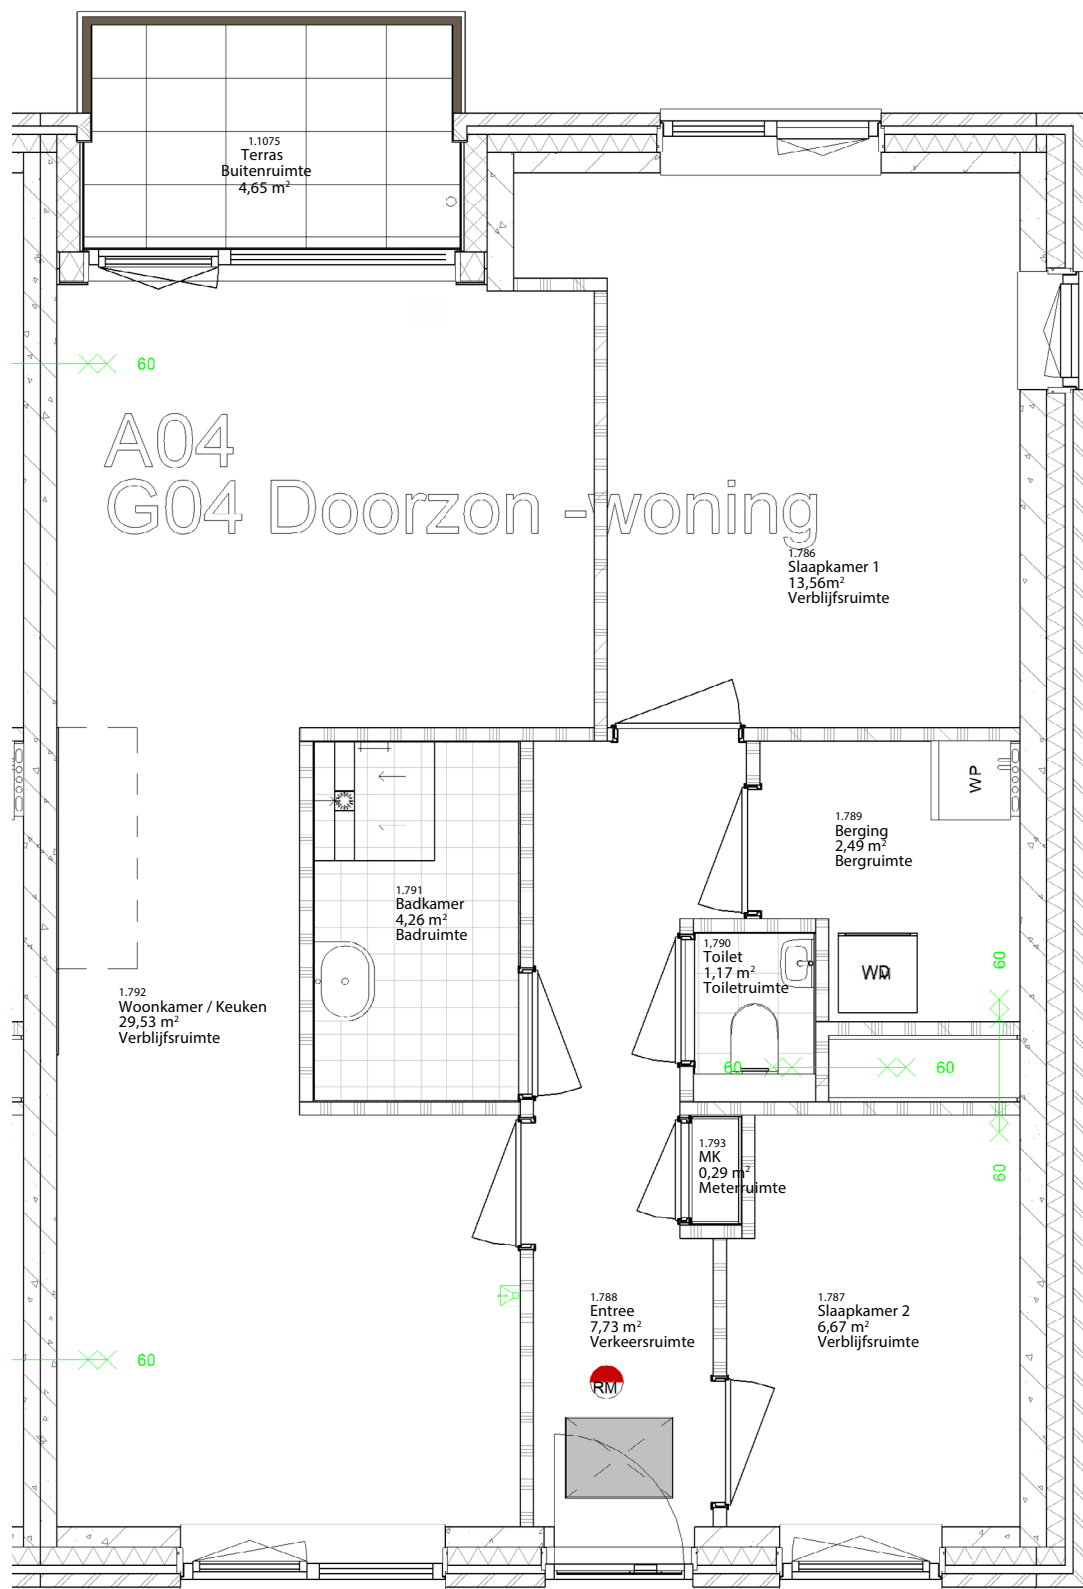 1.1075
Terras
Buitenruimte
4,65 m²
60
A04
G04 Doorzon -woning
1.786
Slaapkamer 1
13,56m²
Verblijfsruimte
WP
1.789
Berging
2,49 m²
Bergruimte
1.791
Badkamer
4,26 m²
Badruimte
1,790
Toilet
1,17 m²
Toiletruimte
60
1.792
Woonkamer / Keuken
29,53 m²
Verblijfsruimte
60
60
1.793
MK
0,29 m²
Meterruimte
60
1.788
Entree
7,73 m²
Verkeersruimte
1.787
Slaapkamer 2
6,67 m²
Verblijfsruimte
60
RM